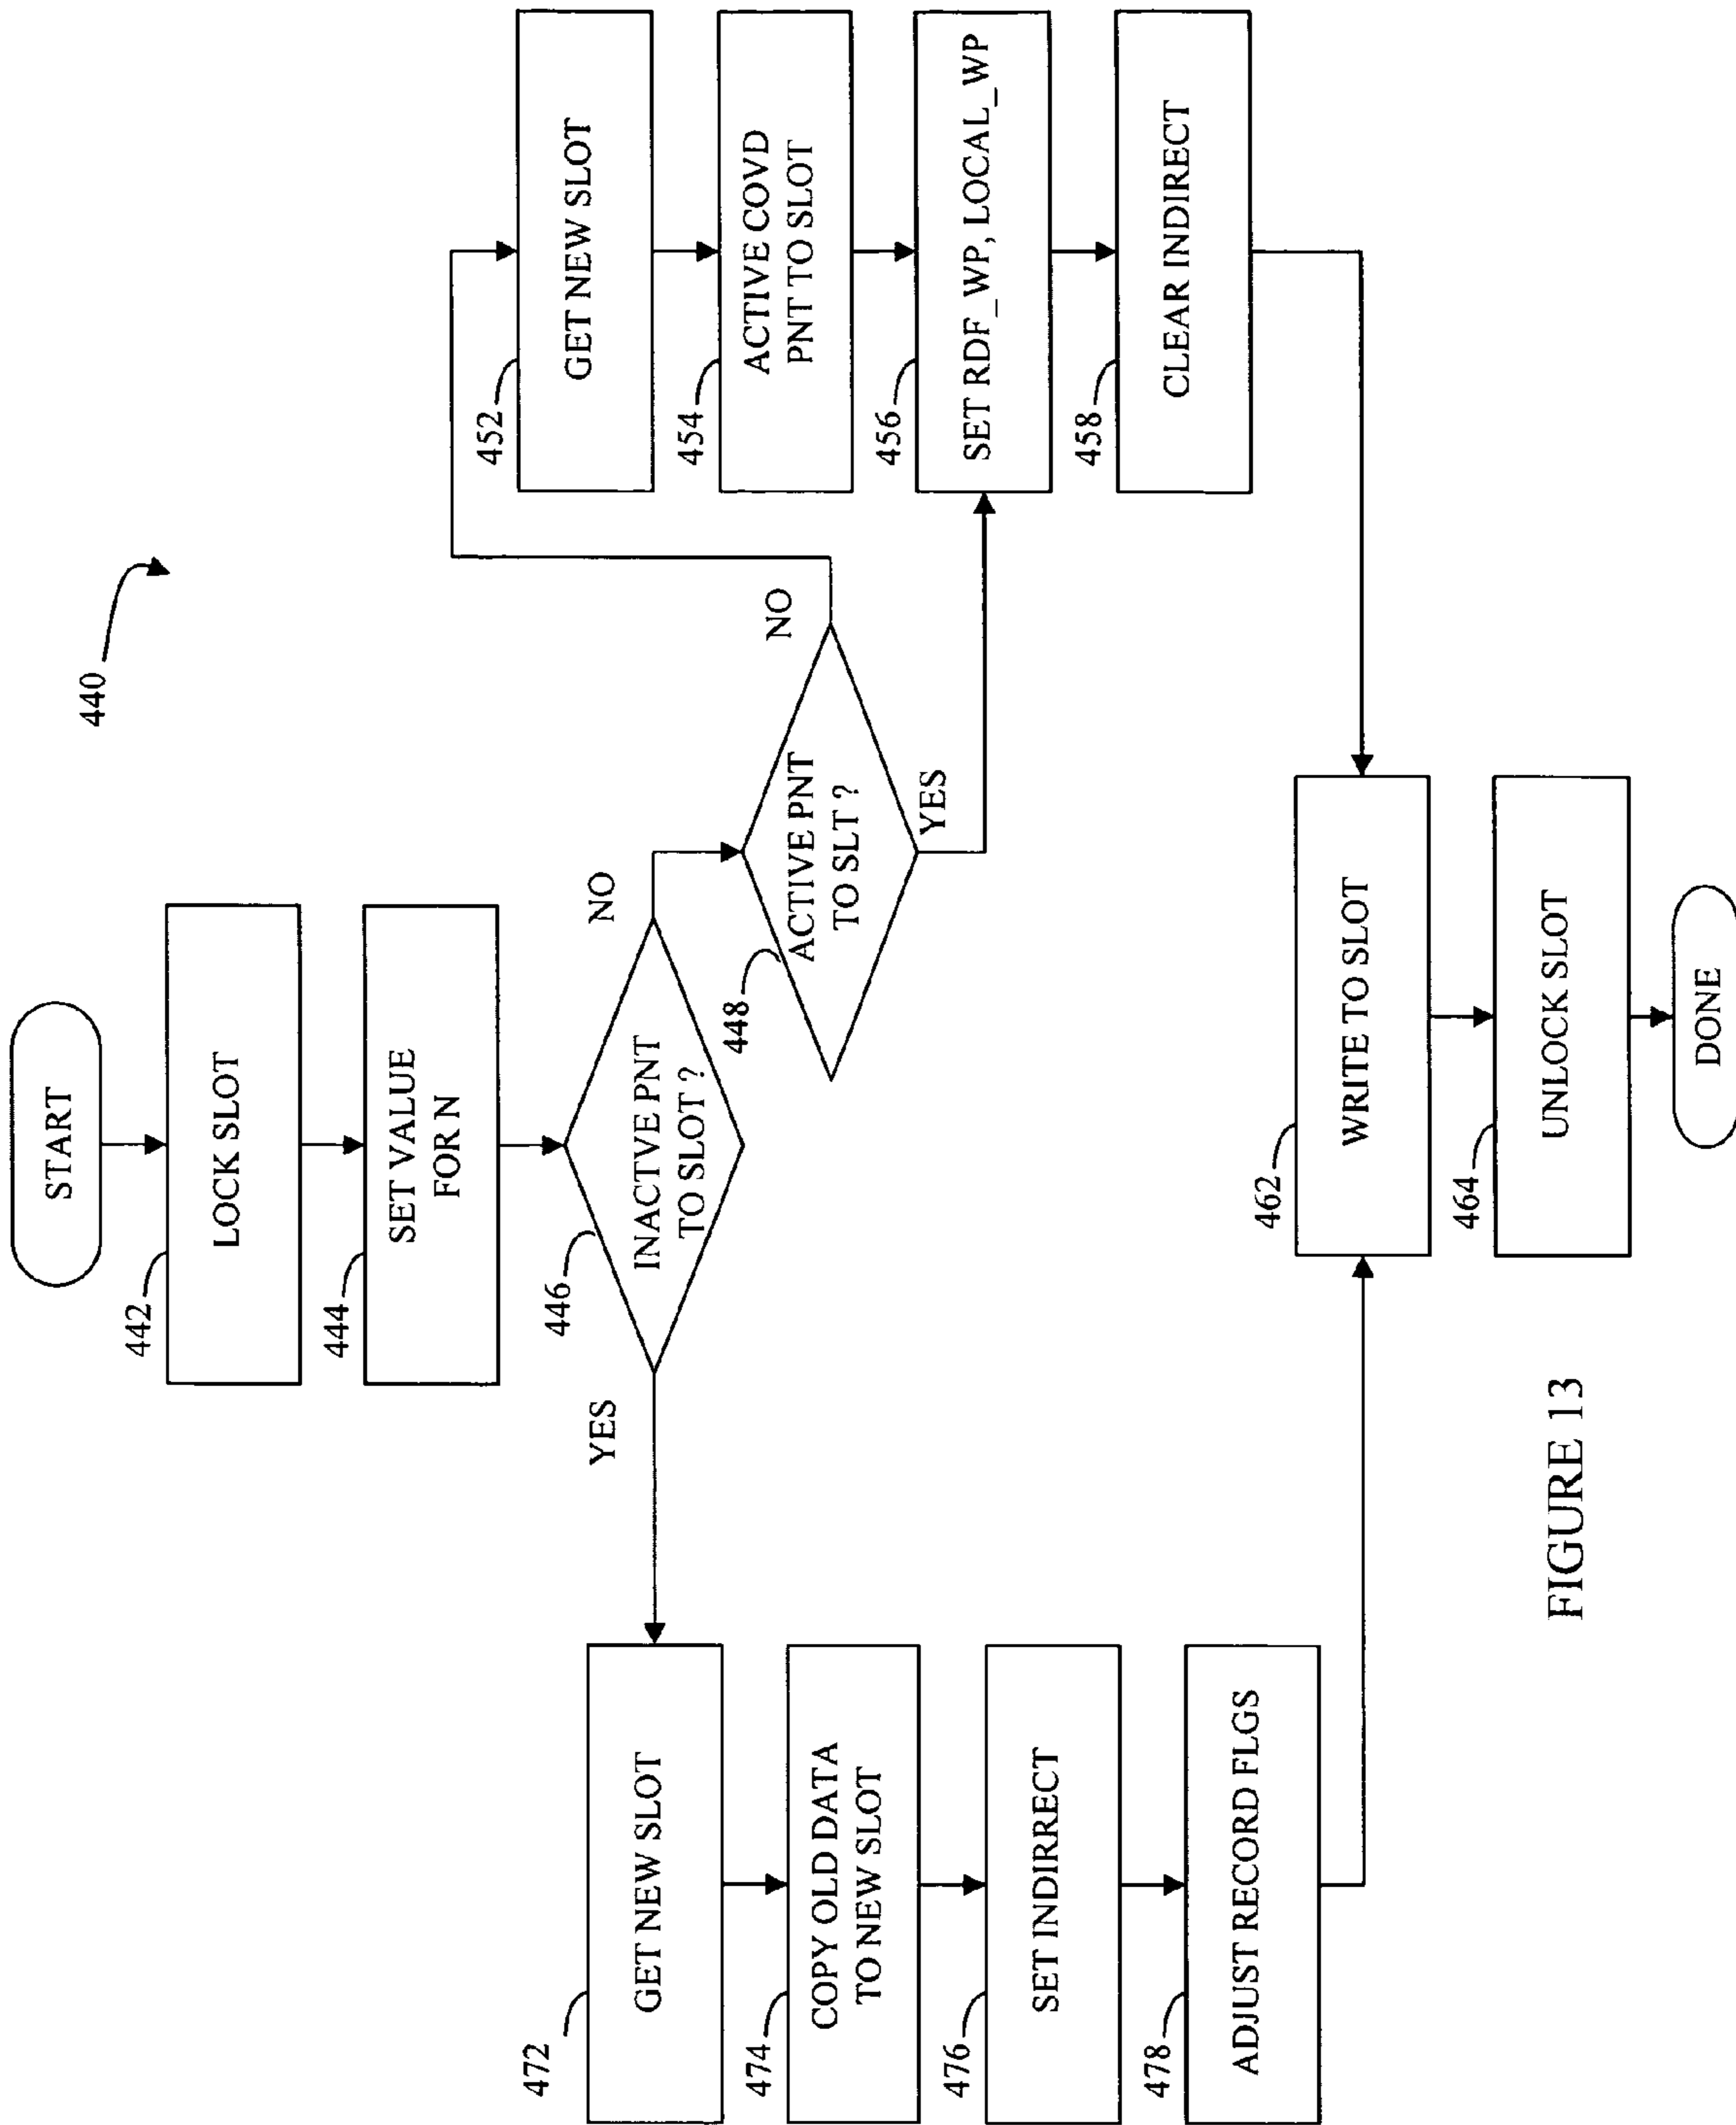 440
START
442
LOCK SLOT
444
SET VALUE
FOR N
446
INACTVE PNT
TO SLOT ?
YES
NO
448
ACTIVE PNT
TO SLT ?
NO
YES
452
GET NEW SLOT
454
ACTIVE COVD
PNT TO SLOT
456
SET RDF_WP, LOCAL_WP
458
CLEAR INDIRECT
472
GET NEW SLOT
474
COPY OLD DATA
TO NEW SLOT
476
SET INDIRRECT
478
ADJUST RECORD FLGS
462
WRITE TO SLOT
464
UNLOCK SLOT
DONE
FIGURE 13